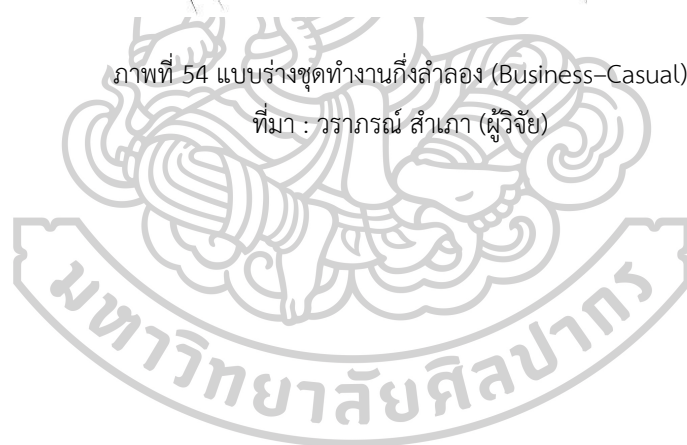 ภาพที่ 54 แบบร่างชุดทำงานกึ่งลำลอง (Business–Casual)
ที่มา : วราภรณ์ สำเภา (ผู้วิจัย)
มหาวิทยาลัยศิลปากร